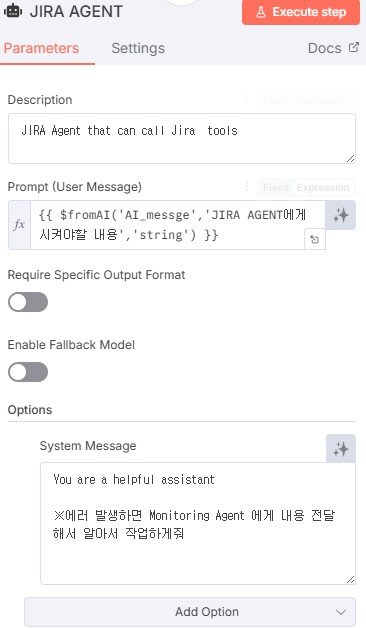 JIRA AGENT
Execute step
Parameters
Settings
Docs
Description
Fixed Expression
JIRA Agent that can call Jira  tools
Prompt (User Message)
Fixed Expression
fx
{{ $fromAI('AI_messge','JIRA AGENT에게
시켜야할 내용','string') }}
Require Specific Output Format
Enable Fallback Model
Options
System Message
You are a helpful assistant
※에러 발생하면 Monitoring Agent 에게 내용 전달
해서 알아서 작업하게줘
Add Option